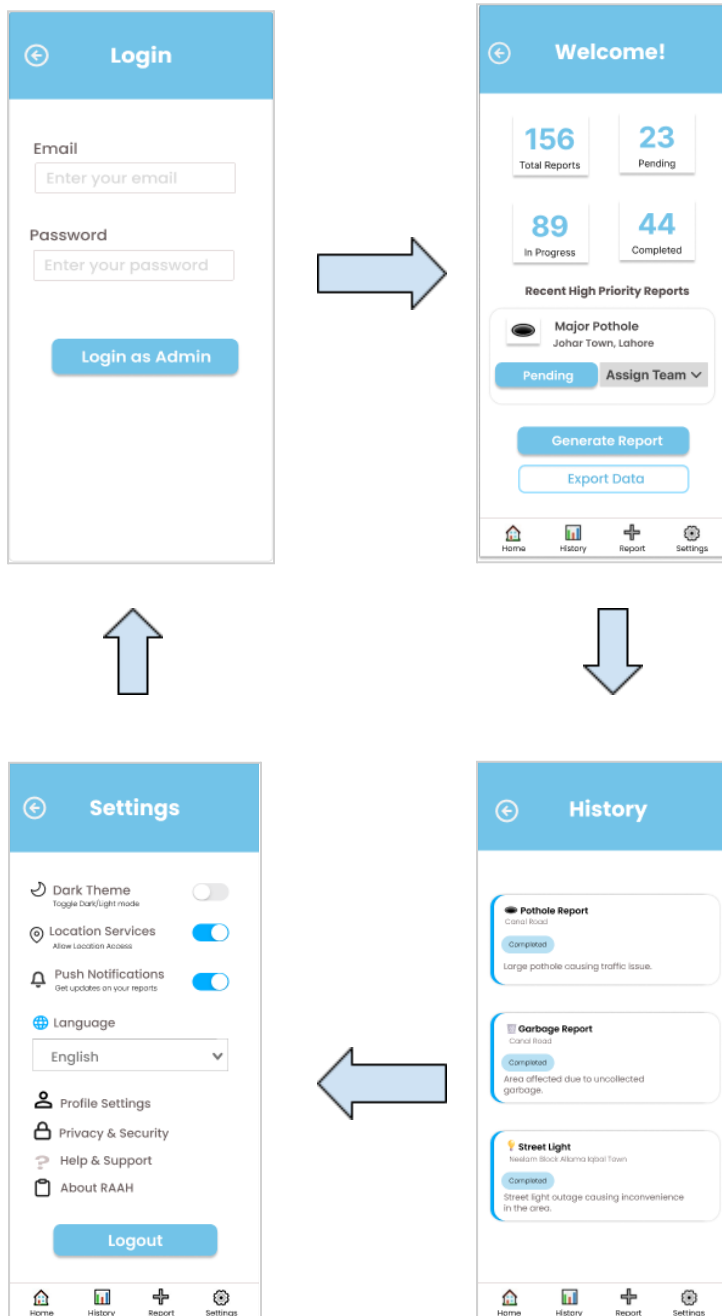 Login
Email
Enter your email
Password
Enter your password
Login as Admin
Welcome!
156
Total Reports
23
Pending
89
In Progress
44
Completed
Recent High Priority Reports
Major Pothole
Johar Town, Lahore
Pending
Assign Team
Generate Report
Export Data
Home History Report Settings
Settings
Dark Theme
Toggle Dark/Light mode
Location Services
Allow Location Access
Push Notifications
Get updates on your reports
Language
English
Profile Settings
Privacy & Security
Help & Support
About RAAH
Logout
Home History Report Settings
History
Pothole Report
Canal Road
Completed
Large pothole causing traffic issue.
Garbage Report
Canal Road
Completed
Area affected due to uncollected
garbage.
Street Light
Neelam Block Allama Iqbal Town
Completed
Street light outage causing inconvenience
in the area.
Home History Report Settings